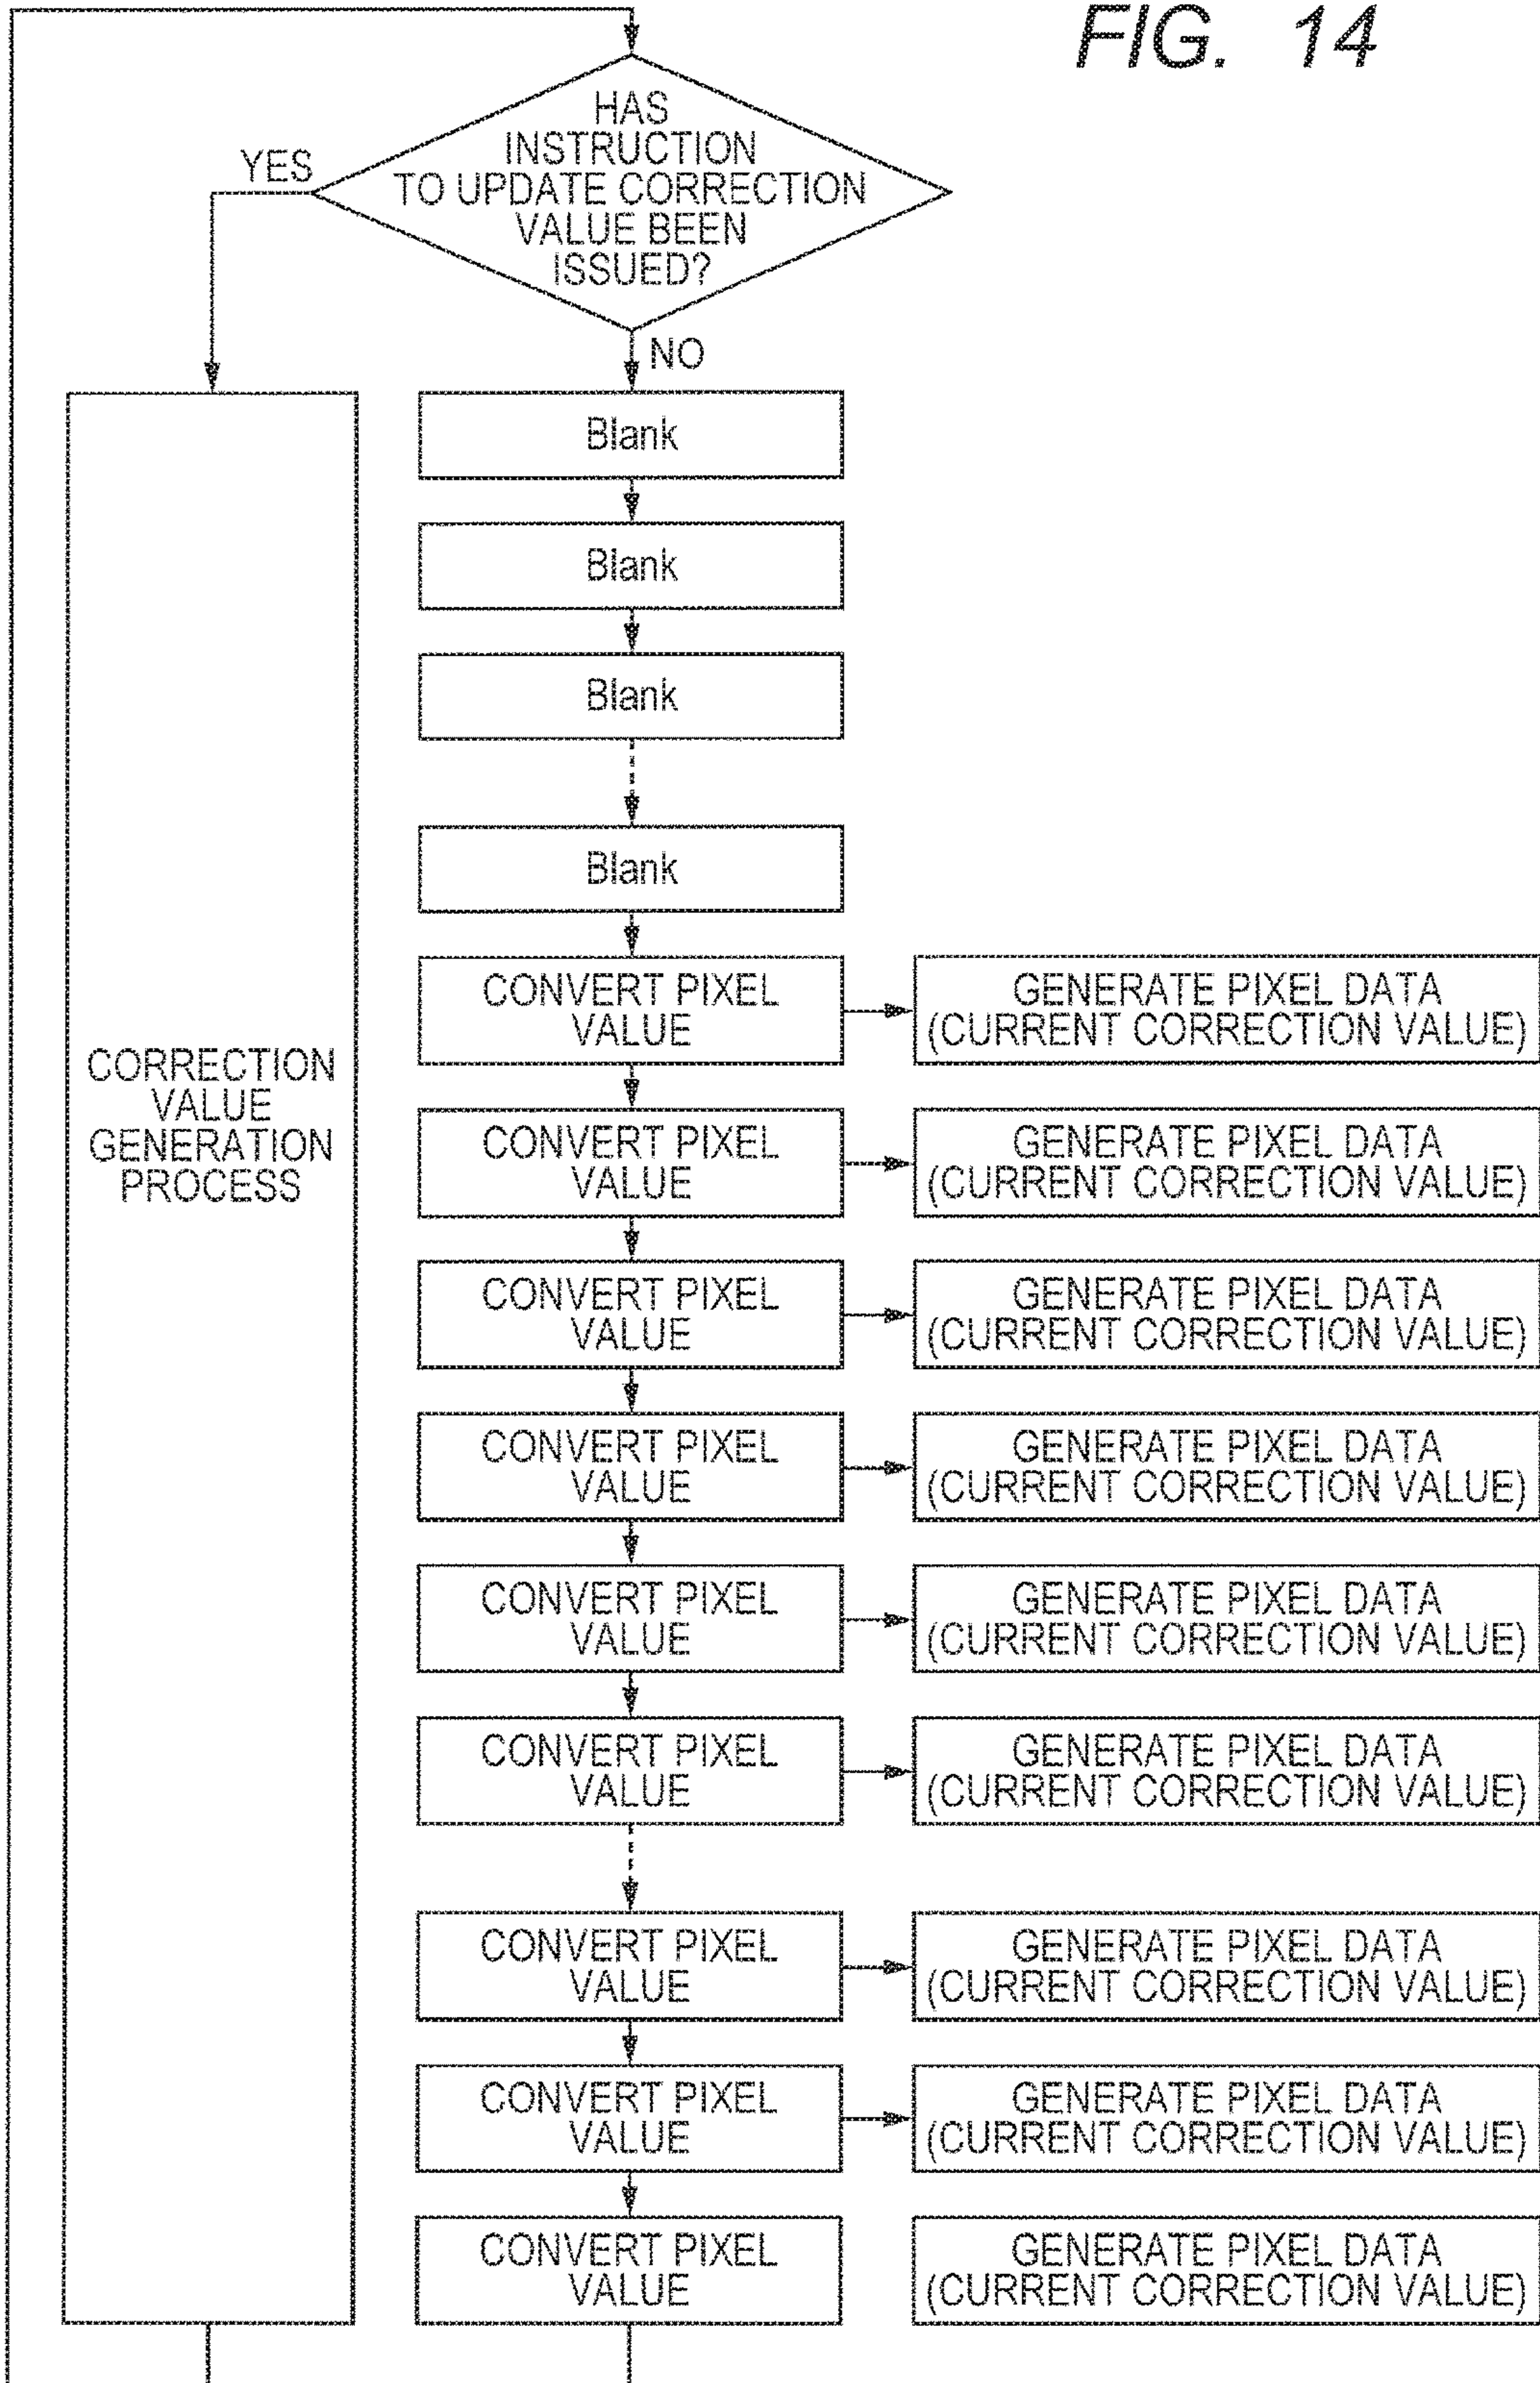 FIG. 14
HAS
INSTRUCTION
TO UPDATE CORRECTION
VALUE BEEN
ISSUED?
YES
NO
Blank
Blank
Blank
Blank
CORRECTION
VALUE
GENERATION
PROCESS
CONVERT PIXEL
VALUE
GENERATE PIXEL DATA
(CURRENT CORRECTION VALUE)
CONVERT PIXEL
VALUE
GENERATE PIXEL DATA
(CURRENT CORRECTION VALUE)
CONVERT PIXEL
VALUE
GENERATE PIXEL DATA
(CURRENT CORRECTION VALUE)
CONVERT PIXEL
VALUE
GENERATE PIXEL DATA
(CURRENT CORRECTION VALUE)
CONVERT PIXEL
VALUE
GENERATE PIXEL DATA
(CURRENT CORRECTION VALUE)
CONVERT PIXEL
VALUE
GENERATE PIXEL DATA
(CURRENT CORRECTION VALUE)
CONVERT PIXEL
VALUE
GENERATE PIXEL DATA
(CURRENT CORRECTION VALUE)
CONVERT PIXEL
VALUE
GENERATE PIXEL DATA
(CURRENT CORRECTION VALUE)
CONVERT PIXEL
VALUE
GENERATE PIXEL DATA
(CURRENT CORRECTION VALUE)